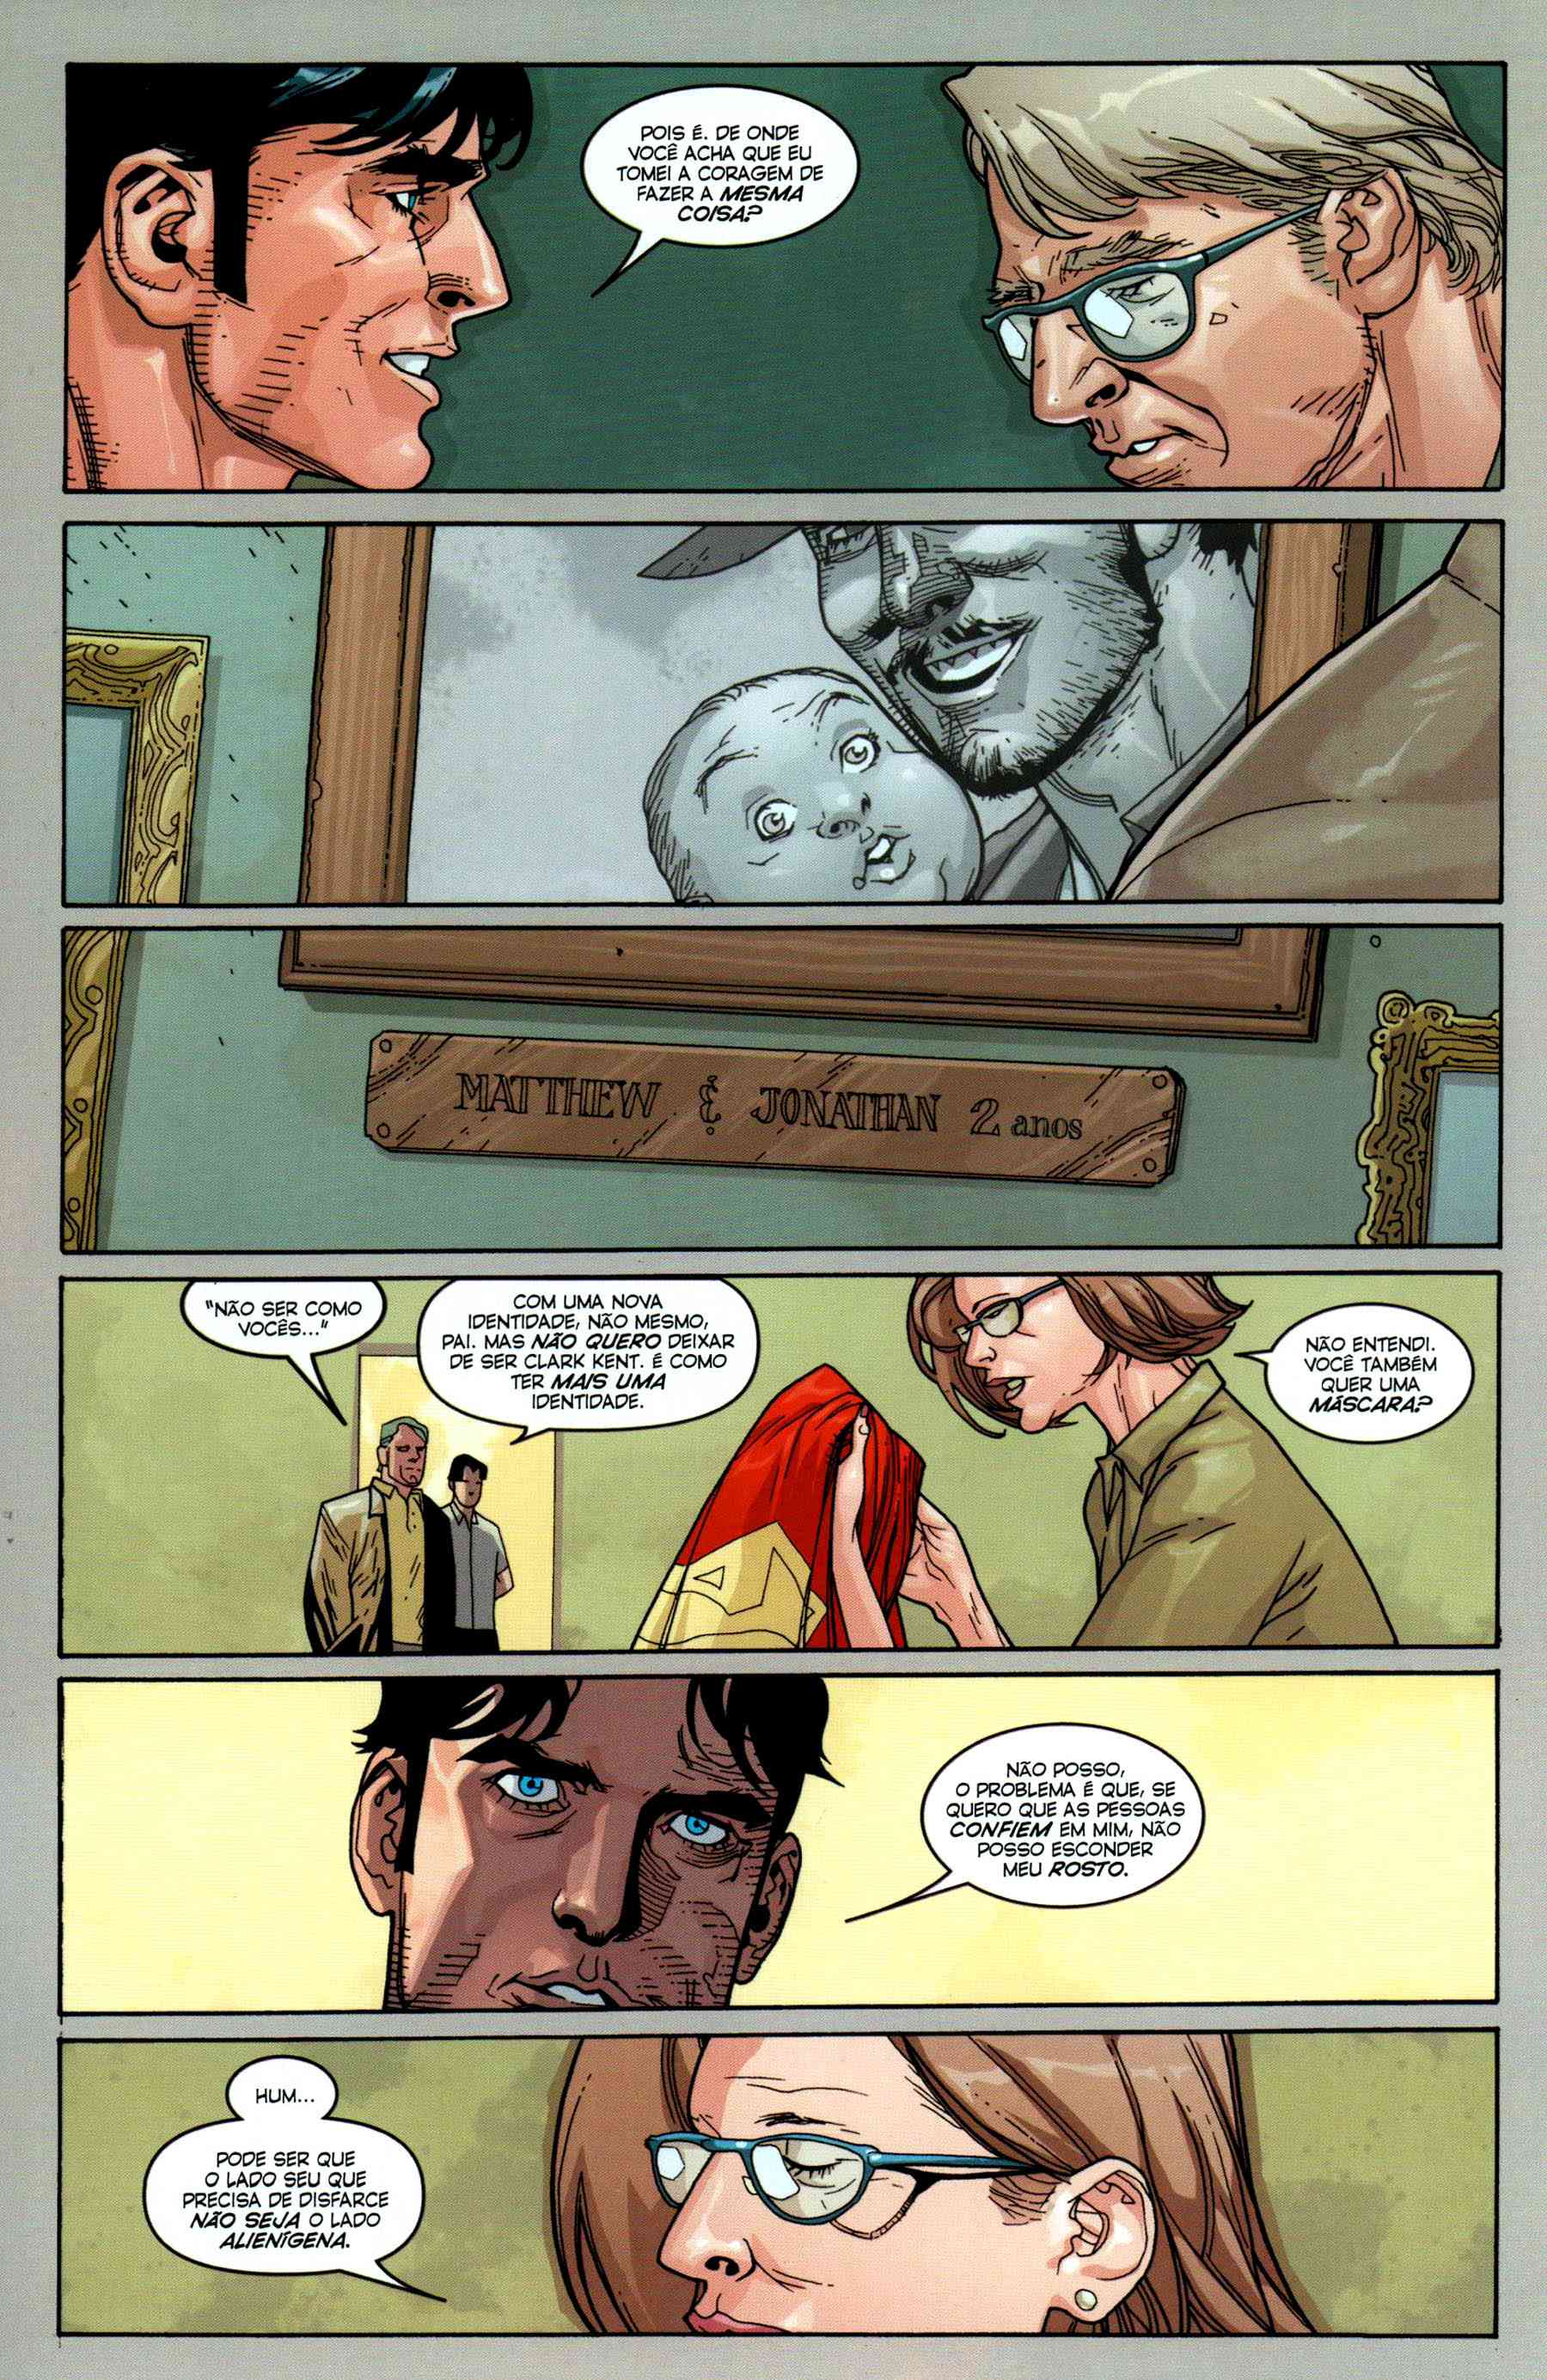 POIS É. DE ONDE
VOCÊ ACHA QUE EU
TOMEI A CORAGEM DE
FAZER A MESMA
COISA?
MATTHEW & JONATHAN 2 anos
"NÃO SER COMO
VOCÊS..."
COM UMA NOVA
IDENTIDADE, NÃO MESMO,
PAI. MAS NÃO QUERO DEIXAR
DE SER CLARK KENT. É COMO
TER MAIS UMA
IDENTIDADE.
NÃO ENTENDI.
VOCÊ TAMBÉM
QUER UMA
MÁSCARA?
NÃO POSSO,
O PROBLEMA É QUE, SE
QUERO QUE AS PESSOAS
CONFIEM EM MIM, NÃO
POSSO ESCONDER
MEU ROSTO.
HUM...
PODE SER QUE
O LADO SEU QUE
PRECISA DE DISFARCE
NÃO SEJA O LADO
ALIENÍGENA.